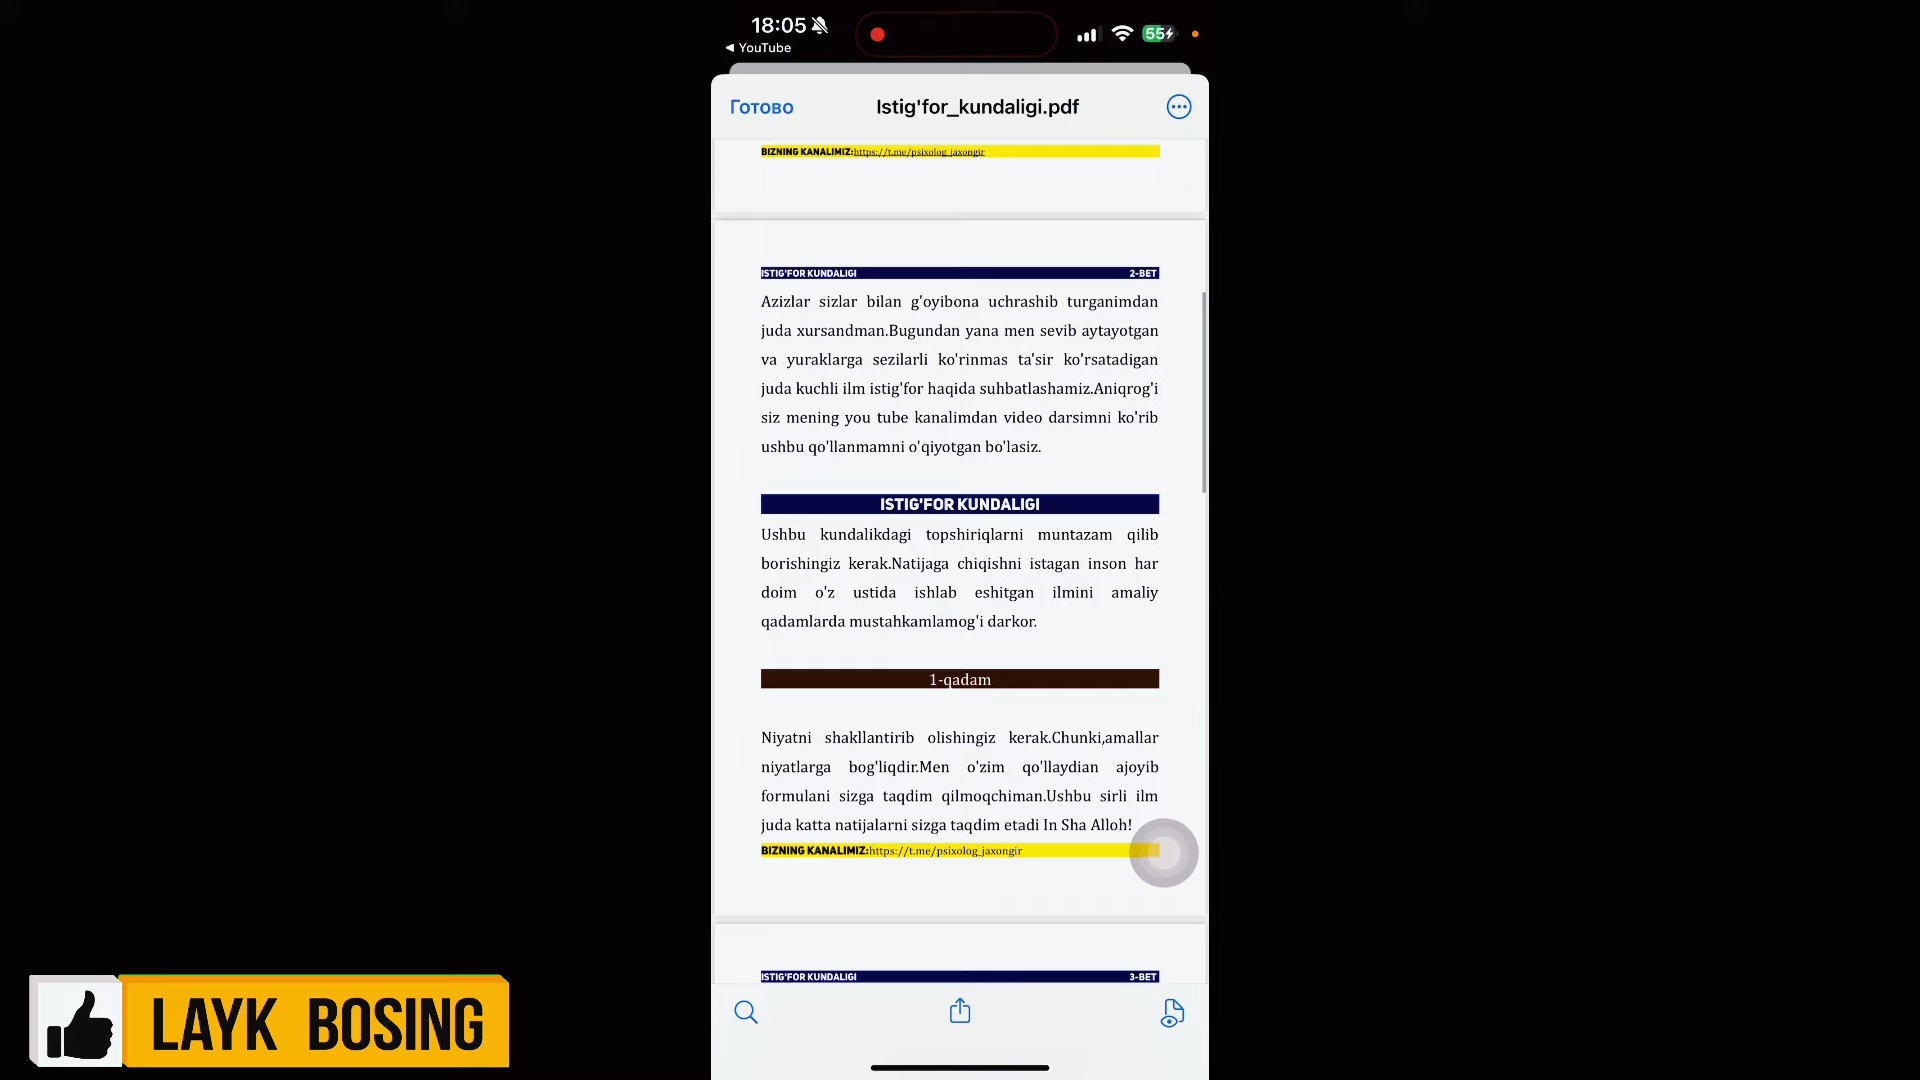 18:05
55
◀ YouTube
Готово
Istig'for_kundaligi.pdf
BIZNING KANALIMIZ:https://t.me/psixolog_jaxongir
ISTIG'FOR KUNDALIGI 2-BET
Azizlar sizlar bilan g'oyibona uchrashib turganimdan
juda xursandman.Bugundan yana men sevib aytayotgan
va yuraklarga sezilarli ko'rinmas ta'sir ko'rsatadigan
juda kuchli ilm istig'for haqida suhbatlashamiz.Aniqrog'i
siz mening you tube kanalimdan video darsimni ko'rib
ushbu qo'llanmamni o'qiyotgan bo'lasiz.
ISTIG'FOR KUNDALIGI
Ushbu kundalikdagi topshiriqlarni muntazam qilib
borishingiz kerak.Natijaga chiqishni istagan inson har
doim o'z ustida ishlab eshitgan ilmini amaliy
qadamlarda mustahkamlamog'i darkor.
1-qadam
Niyatni shakllantirib olishingiz kerak.Chunki,amallar
niyatlarga bog'liqdir.Men o'zim qo'llaydian ajoyib
formulani sizga taqdim qilmoqchiman.Ushbu sirli ilm
juda katta natijalarni sizga taqdim etadi In Sha Alloh!
BIZNING KANALIMIZ:https://t.me/psixolog_jaxongir
ISTIG'FOR KUNDALIGI 3-BET
LAYK BOSING